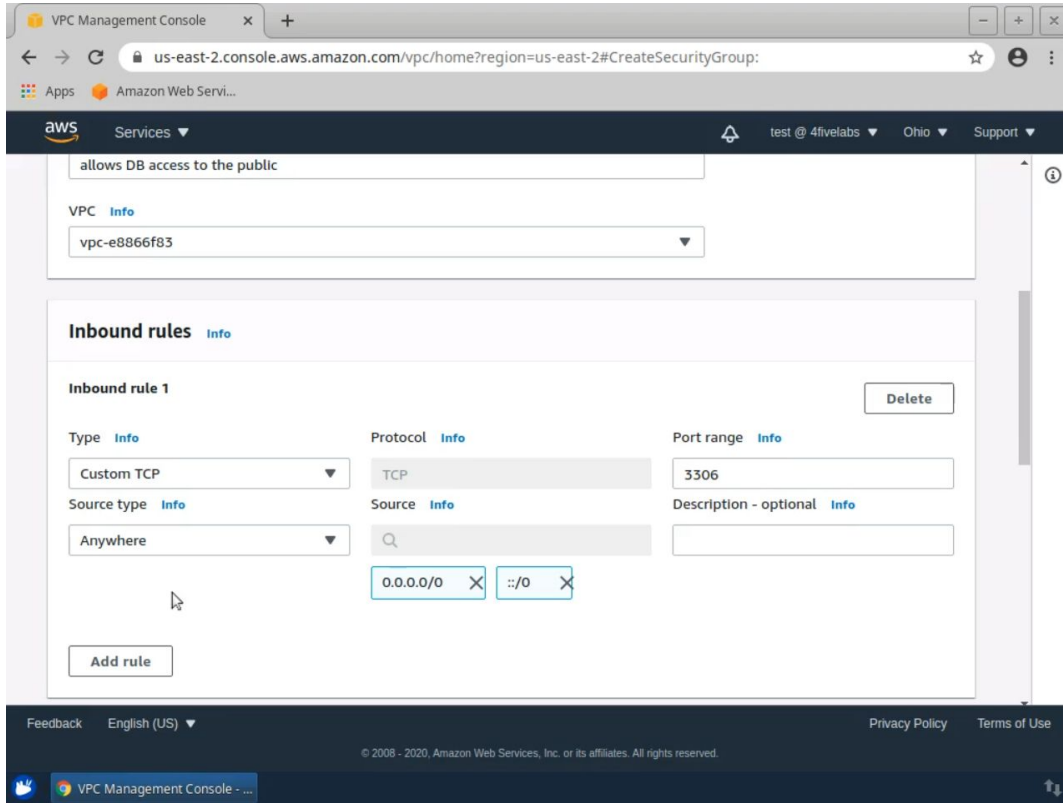 VPC Management Console
us-east-2.console.aws.amazon.com/vpc/home?region=us-east-2#CreateSecurityGroup:
Apps Amazon Web Servi...
aws Services test @ 4fivelabs Ohio Support
allows DB access to the public
VPC Info
vpc-e8866f83
Inbound rules Info
Inbound rule 1
Delete
Type Info Protocol Info Port range Info
Custom TCP TCP 3306
Source type Info Source Info Description - optional Info
Anywhere
0.0.0.0/0 ::/0
Add rule
Feedback English (US) Privacy Policy Terms of Use
© 2008 - 2020, Amazon Web Services, Inc. or its affiliates. All rights reserved.
VPC Management Console - ...